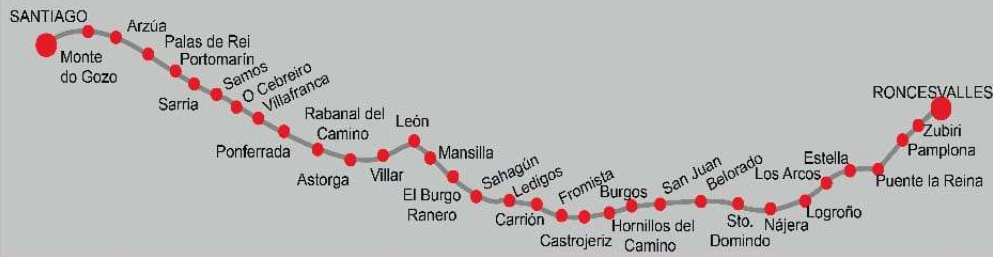 SANTIAGO
Monte
do Gozo
Arzúa
Palas de Rei
Portomarín
Sarria
Samos
O Cebreiro
Villafranca
Ponferrada
Rabanal del
Camino
Astorga
Villar
León
Mansilla
El Burgo
Ranero
Sahagún
Ledigos
Carrión
Fromista
Castrojeriz
Burgos
Hornillos del
Camino
San Juan
Belorado
Sto.
Domindo
Nájera
Los Arcos
Logroño
Estella
Puente la Reina
Pamplona
Zubiri
RONCESVALLES